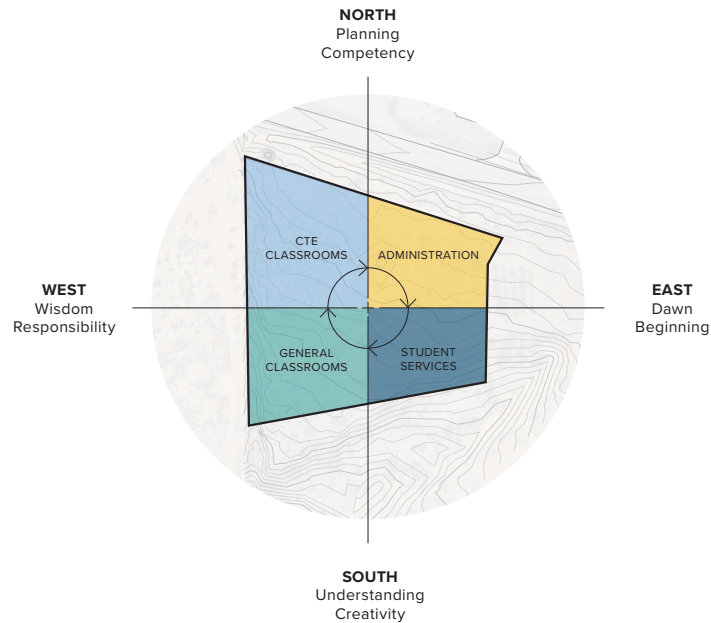 NORTH
Planning
Competency
CTE
CLASSROOMS
ADMINISTRATION
WEST
Wisdom
Responsibility
EAST
Dawn
Beginning
GENERAL
CLASSROOMS
STUDENT
SERVICES
SOUTH
Understanding
Creativity